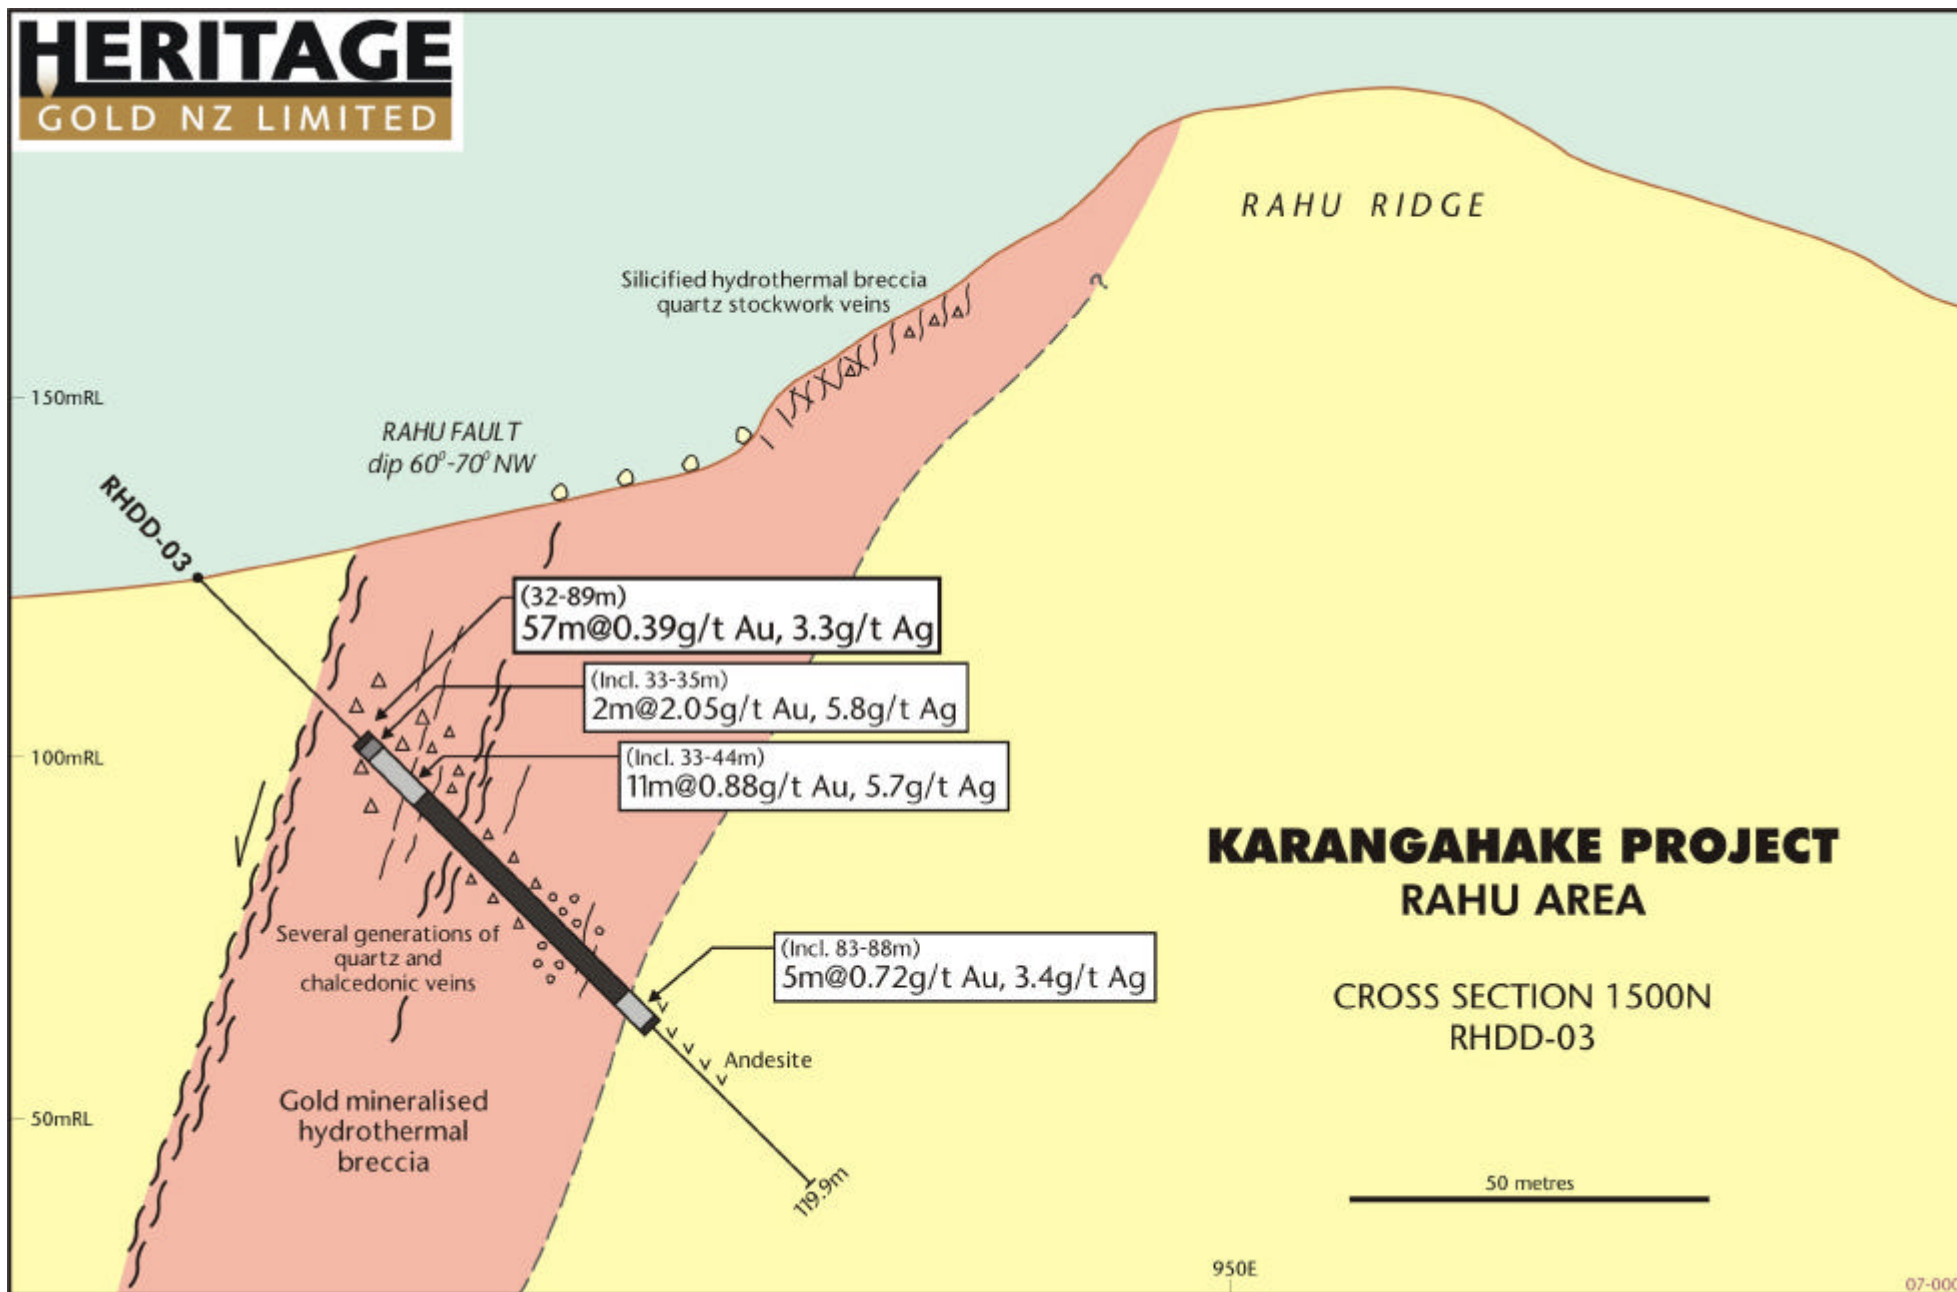 HERITAGE
GOLD NZ LIMITED
RAHU RIDGE
Silicified hydrothermal breccia
quartz stockwork veins
150mRL
RAHU FAULT
dip 60⁰-70⁰ NW
RHDD-03
(32-89m)
57m@0.39g/t Au, 3.3g/t Ag
(Incl. 33-35m)
2m@2.05g/t Au, 5.8g/t Ag
100mRL
(Incl. 33-44m)
11m@0.88g/t Au, 5.7g/t Ag
KARANGAHAKE PROJECT
RAHU AREA
Several generations of
quartz and
chalcedonic veins
(Incl. 83-88m)
5m@0.72g/t Au, 3.4g/t Ag
CROSS SECTION 1500N
RHDD-03
Andesite
50mRL
Gold mineralised
hydrothermal
breccia
119.9m
50 metres
950E
07-000